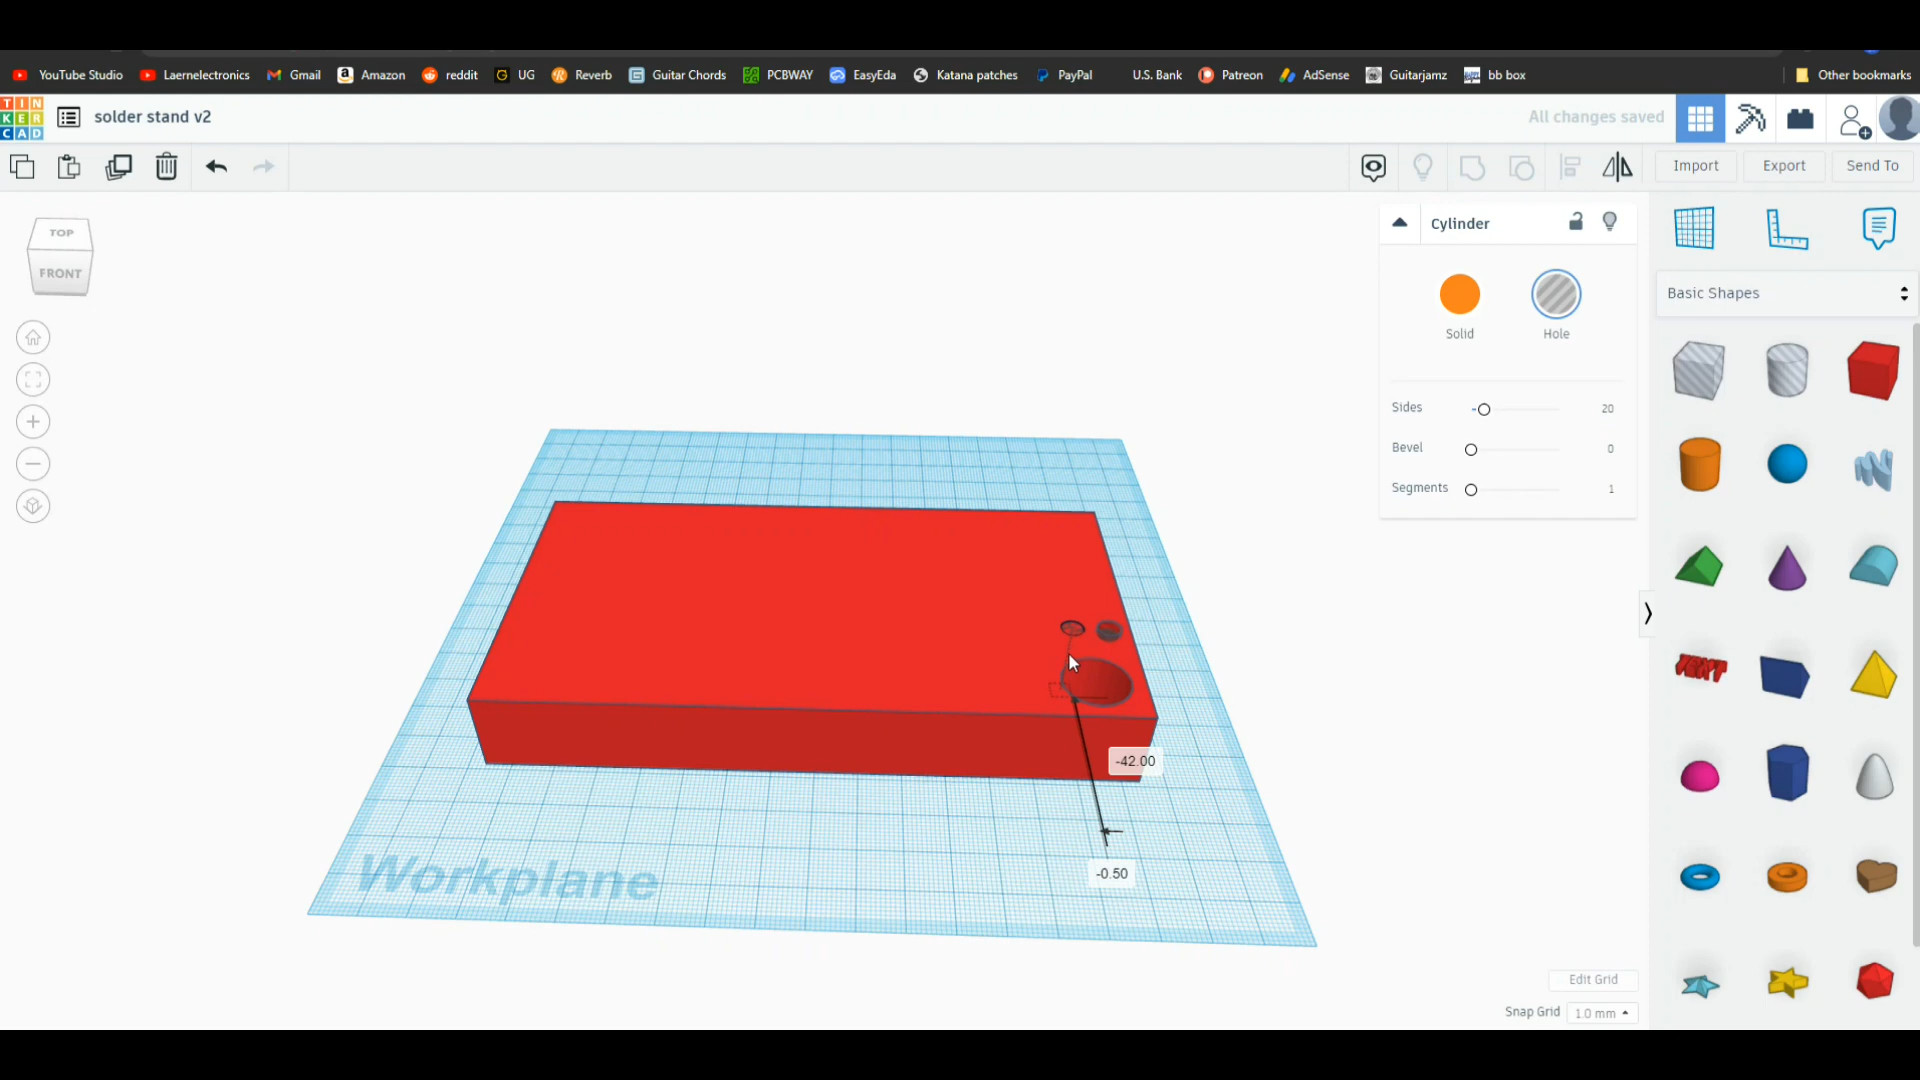 YouTube Studio Laernelectronics Gmail Amazon reddit UG Reverb Guitar Chords PCBWAY EasyEda Katana patches PayPal U.S. Bank Patreon AdSense Guitarjamz bb box Other bookmarks
TIN
KER
CAD
solder stand v2
All changes saved
Import Export Send To
TOP
FRONT
Cylinder
Solid Hole
Sides 20
Bevel 0
Segments 1
Basic Shapes
TEXT
-42.00
-0.50
Workplane
Edit Grid
Snap Grid 1.0 mm